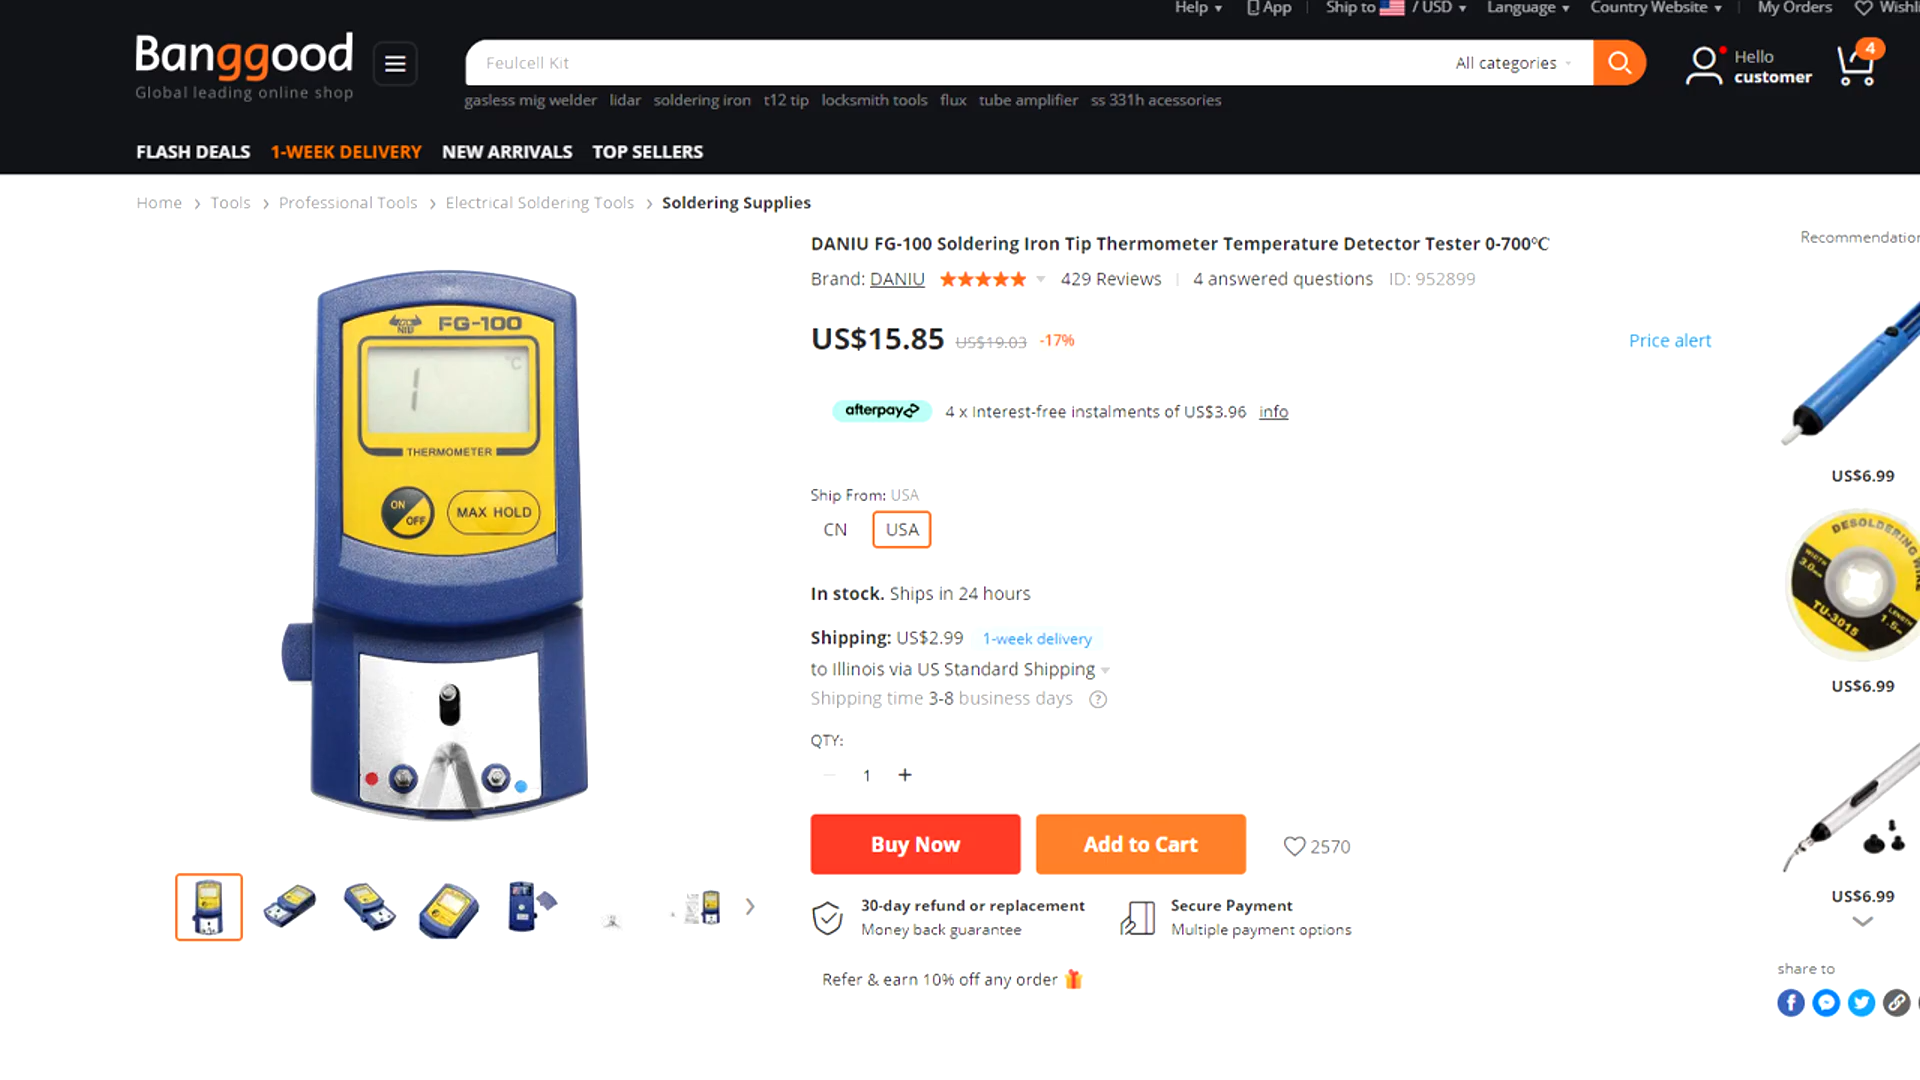 Help App Ship to / USD Language Country Website My Orders
Banggood
Global leading online shop
Feulcell Kit All categories
Hello
customer
4
gasless mig welder lidar soldering iron t12 tip locksmith tools flux tube amplifier ss 331h acessories
FLASH DEALS 1-WEEK DELIVERY NEW ARRIVALS TOP SELLERS
Home > Tools > Professional Tools > Electrical Soldering Tools > Soldering Supplies
FG-100
°C
THERMOMETER
ON
OFF
MAX HOLD
DANIU FG-100 Soldering Iron Tip Thermometer Temperature Detector Tester 0-700℃
Brand: DANIU 429 Reviews 4 answered questions ID: 952899
US$15.85 US$19.03 -17% Price alert
afterpay 4 x Interest-free instalments of US$3.96 info
Ship From: USA
CN USA
In stock. Ships in 24 hours
Shipping: US$2.99 1-week delivery
to Illinois via US Standard Shipping
Shipping time 3-8 business days ?
QTY:
1 +
Buy Now Add to Cart 2570
30-day refund or replacement
Money back guarantee
Secure Payment
Multiple payment options
Refer & earn 10% off any order
US$6.99
DESOLDERING
WIDTH
3.0mm
TU-3015
LENGTH
1.5
US$6.99
US$6.99
share to